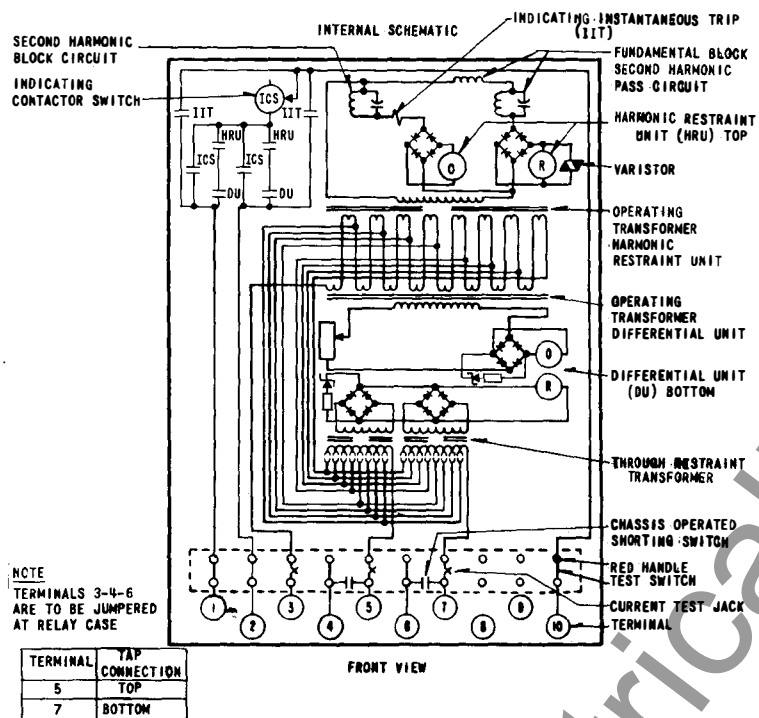 INTERNAL SCHEMATIC
INDICATING INSTANTANEOUS TRIP
(IIT)
SECOND HARMONIC
BLOCK CIRCUIT
FUNDAMENTAL BLOCK
SECOND HARMONIC
PASS CIRCUIT
INDICATING
CONTACTOR SWITCH
ICS
IIT
IIT
HARMONIC RESTRAINT
UNIT (HRU) TOP
HRU
HRU
ICS
ICS
O
R
VARISTOR
DU
DU
OPERATING
TRANSFORMER
HARMONIC
RESTRAINT UNIT
OPERATING
TRANSFORMER
DIFFERENTIAL UNIT
O
R
DIFFERENTIAL UNIT
(DU) BOTTOM
THROUGH RESTRAINT
TRANSFORMER
CHASSIS OPERATED
SHORTING SWITCH
RED HANDLE
TEST SWITCH
CURRENT TEST JACK
TERMINAL
NOTE
TERMINALS 3-4-6
ARE TO BE JUMPERED
AT RELAY CASE
1
2
3
4
5
6
7
8
9
10
FRONT VIEW
TERMINAL TAP CONNECTION
5 TOP
7 BOTTOM